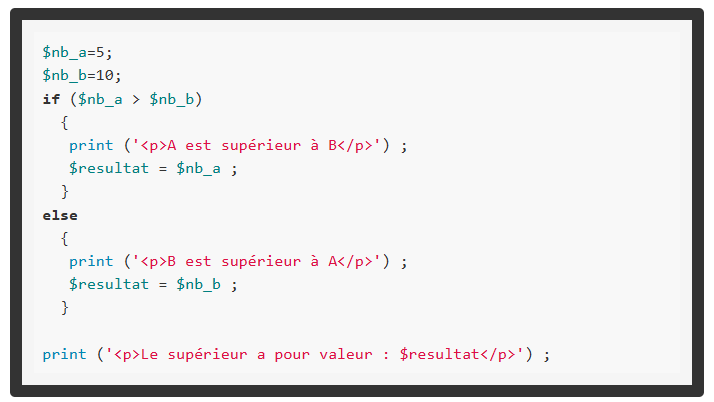 $nb_a=5;
$nb_b=10;
if ($nb_a > $nb_b)
{
print ('<p>A est supérieur à B</p>') ;
$resultat = $nb_a ;
}
else
{
print ('<p>B est supérieur à A</p>') ;
$resultat = $nb_b ;
}
print ('<p>Le supérieur a pour valeur : $resultat</p>') ;